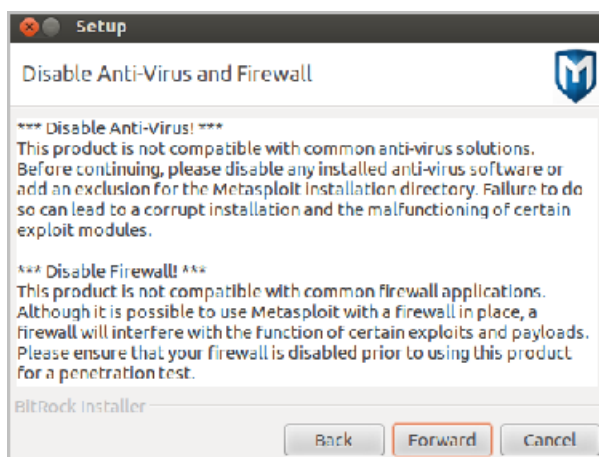 Setup
Disable Anti-Virus and Firewall
*** Disable Anti-Virus! ***
This product is not compatible with common anti-virus solutions.
Before continuing, please disable any installed anti-virus software or
add an exclusion for the Metasploit installation directory. Failure to do
so can lead to a corrupt installation and the malfunctioning of certain
exploit modules.
*** Disable Firewall! ***
This product is not compatible with common firewall applications.
Although it is possible to use Metasploit with a firewall in place, a
firewall will interfere with the function of certain exploits and payloads.
Please ensure that your firewall is disabled prior to using this product
for a penetration test.
BitRock Installer
Back Forward Cancel